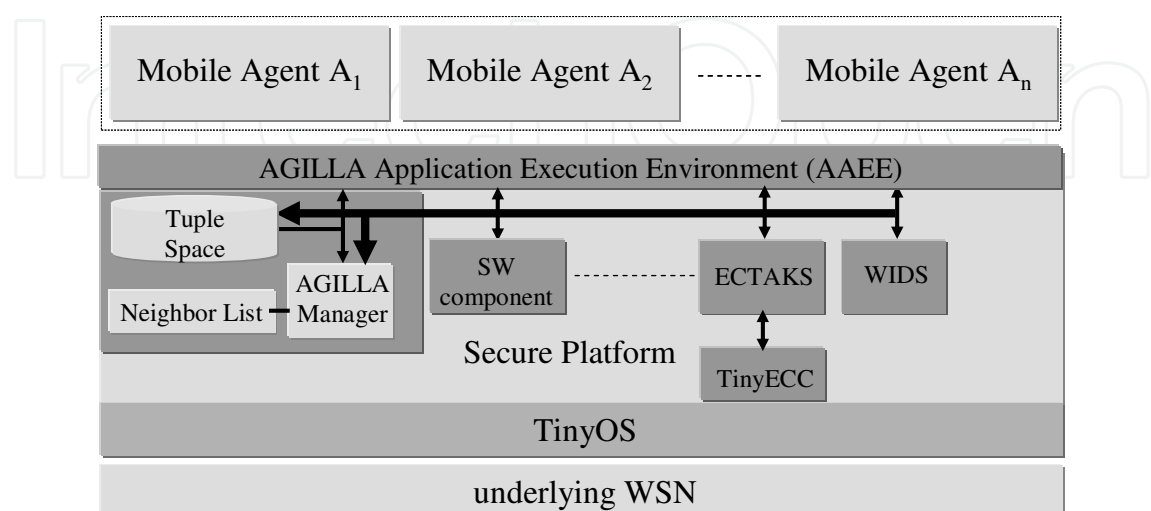 Mobile Agent A1
Mobile Agent A2
Mobile Agent An
AGILLA Application Execution Environment (AAEE)
Tuple
Space
AGILLA
Manager
Neighbor List
SW
component
ECTAKS
WIDS
Secure Platform
TinyECC
TinyOS
underlying WSN